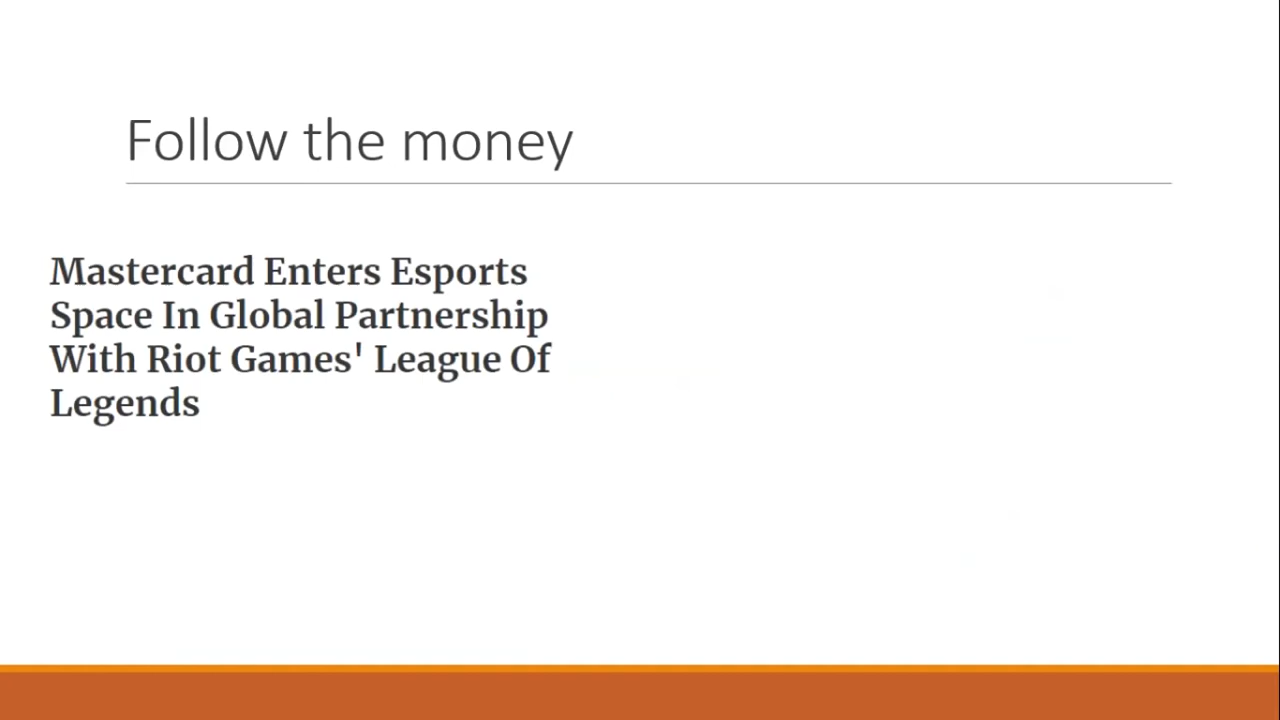 Follow the money
Mastercard Enters Esports
Space In Global Partnership
With Riot Games' League Of
Legends